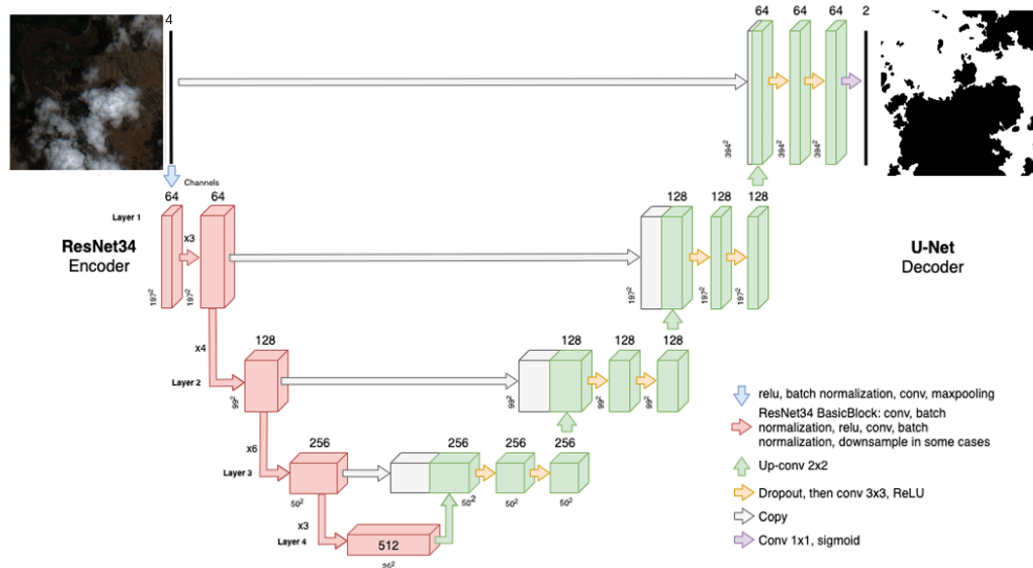 4
64 64 64 2
394² 394² 394²
Channels
64 64
Layer 1
x3
ResNet34
Encoder
197² 197²
128 128 128
197² 197² 197²
U-Net
Decoder
x4
Layer 2
128
99²
128 128 128
99² 99² 99²
x6
Layer 3
256
50²
256 256 256
50² 50² 50²
x3
Layer 4
512
25²
relu, batch normalization, conv, maxpooling
ResNet34 BasicBlock: conv, batch
normalization, relu, conv, batch
normalization, downsample in some cases
Up-conv 2x2
Dropout, then conv 3x3, ReLU
Copy
Conv 1x1, sigmoid